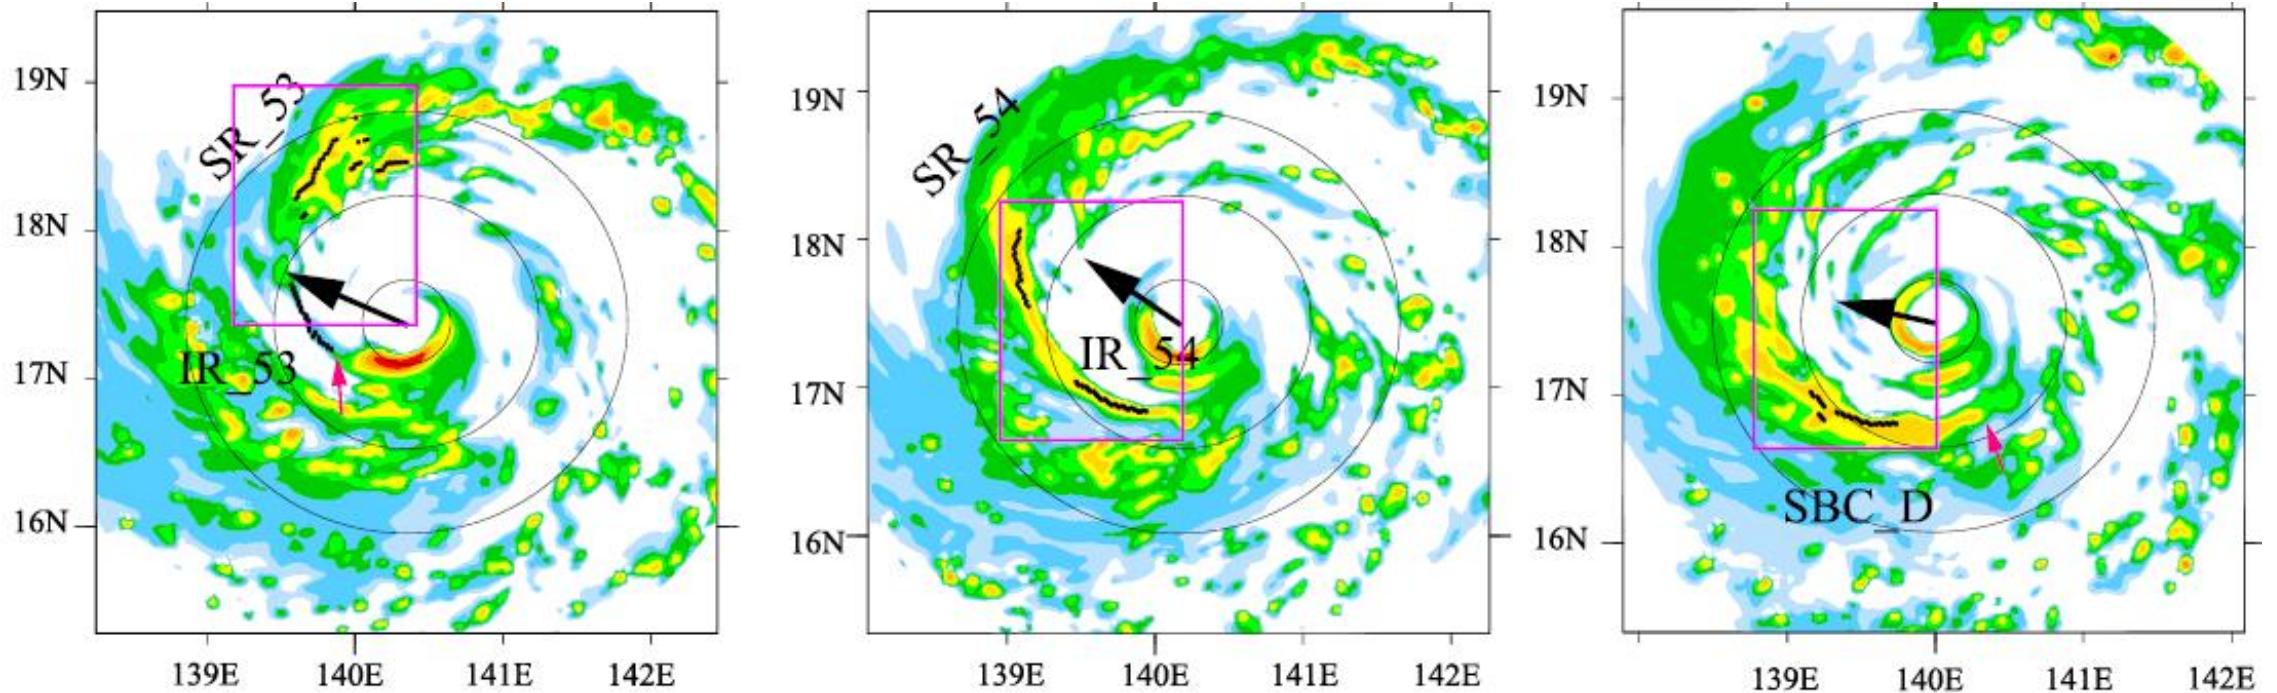 19N
18N
17N
16N
SR_53
IR_53
139E 140E 141E 142E
19N
18N
17N
16N
SR_54
IR_54
139E 140E 141E 142E
19N
18N
17N
16N
SBC_D
139E 140E 141E 142E